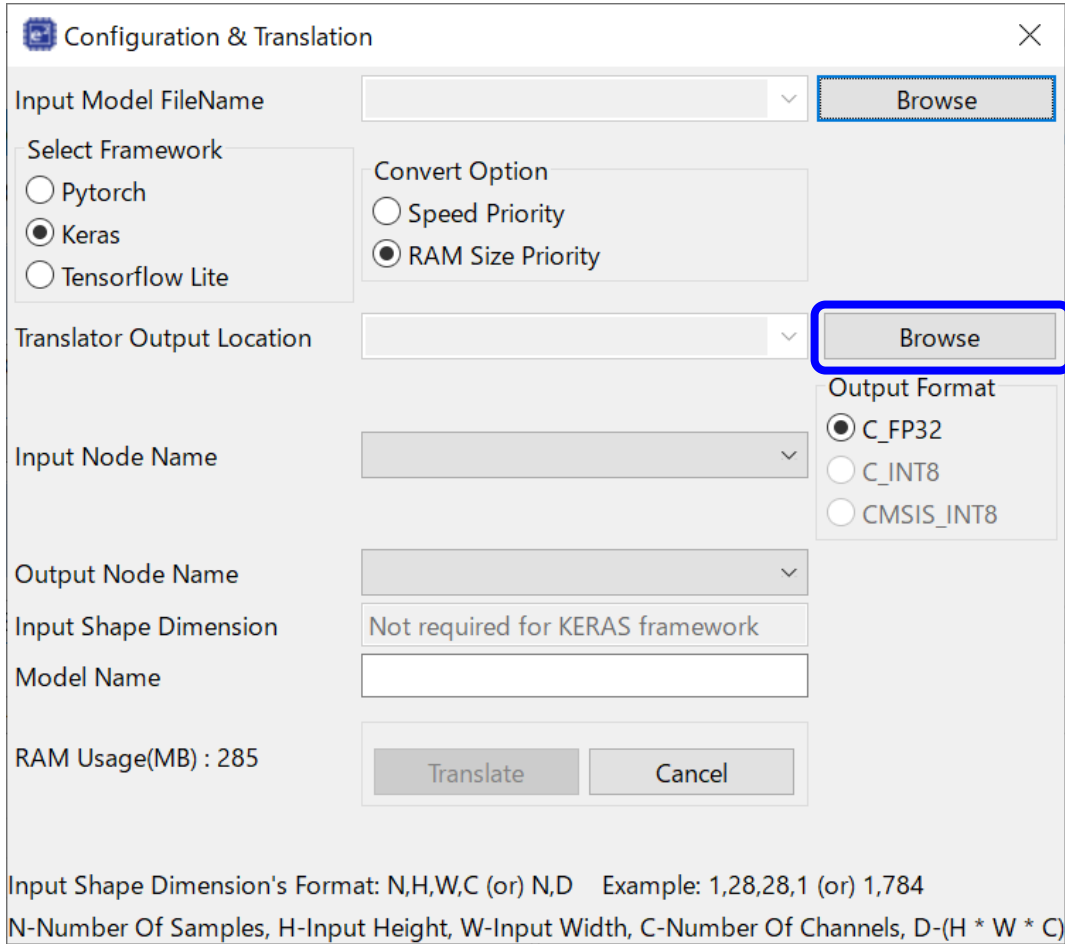 Configuration & Translation
Input Model FileName
Browse
Select Framework
Pytorch
Keras
Tensorflow Lite
Convert Option
Speed Priority
RAM Size Priority
Translator Output Location
Browse
Output Format
C_FP32
C_INT8
CMSIS_INT8
Input Node Name
Output Node Name
Input Shape Dimension
Not required for KERAS framework
Model Name
RAM Usage(MB) : 285
Translate
Cancel
Input Shape Dimension's Format: N,H,W,C (or) N,D    Example: 1,28,28,1 (or) 1,784
N-Number Of Samples, H-Input Height, W-Input Width, C-Number Of Channels, D-(H * W * C)